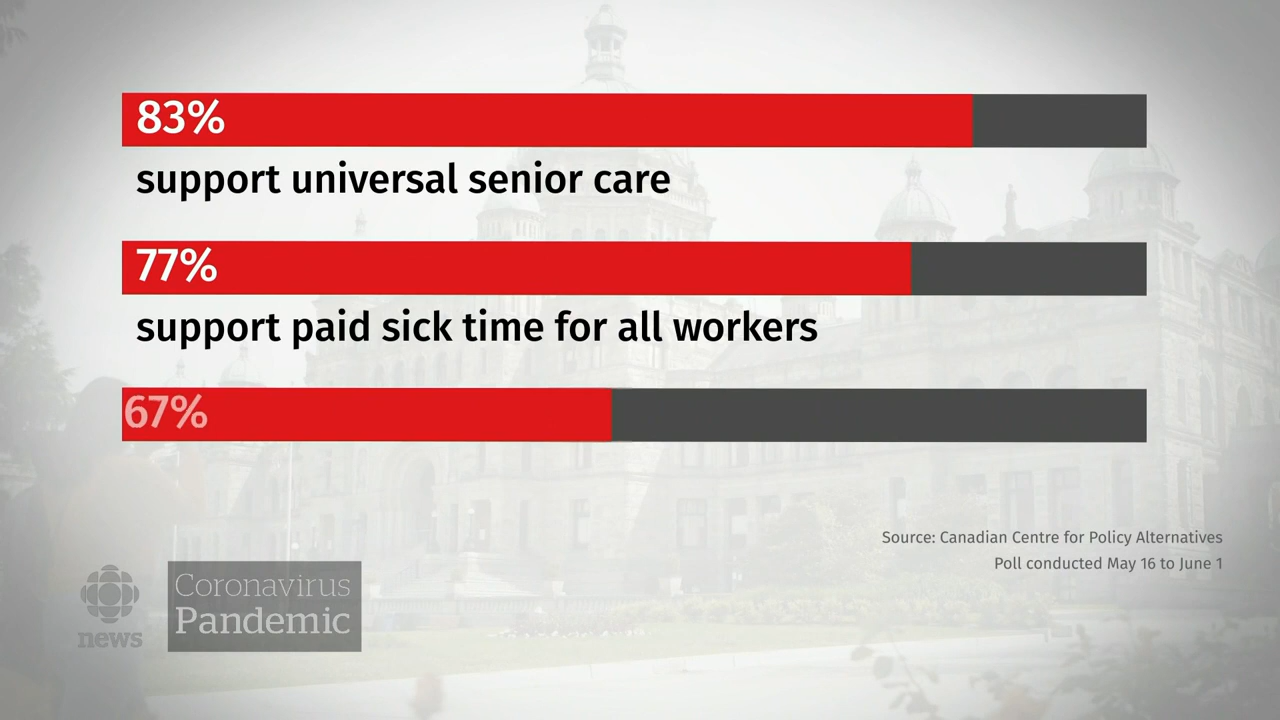 83%
support universal senior care
77%
support paid sick time for all workers
67%
Source: Canadian Centre for Policy Alternatives
Poll conducted May 16 to June 1
Coronavirus
Pandemic
news